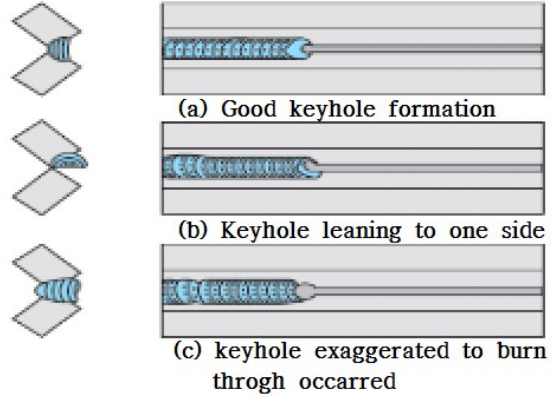 (a) Good keyhole formation
(b) Keyhole leaning to one side
(c) keyhole exaggerated to burn
throgh occarred